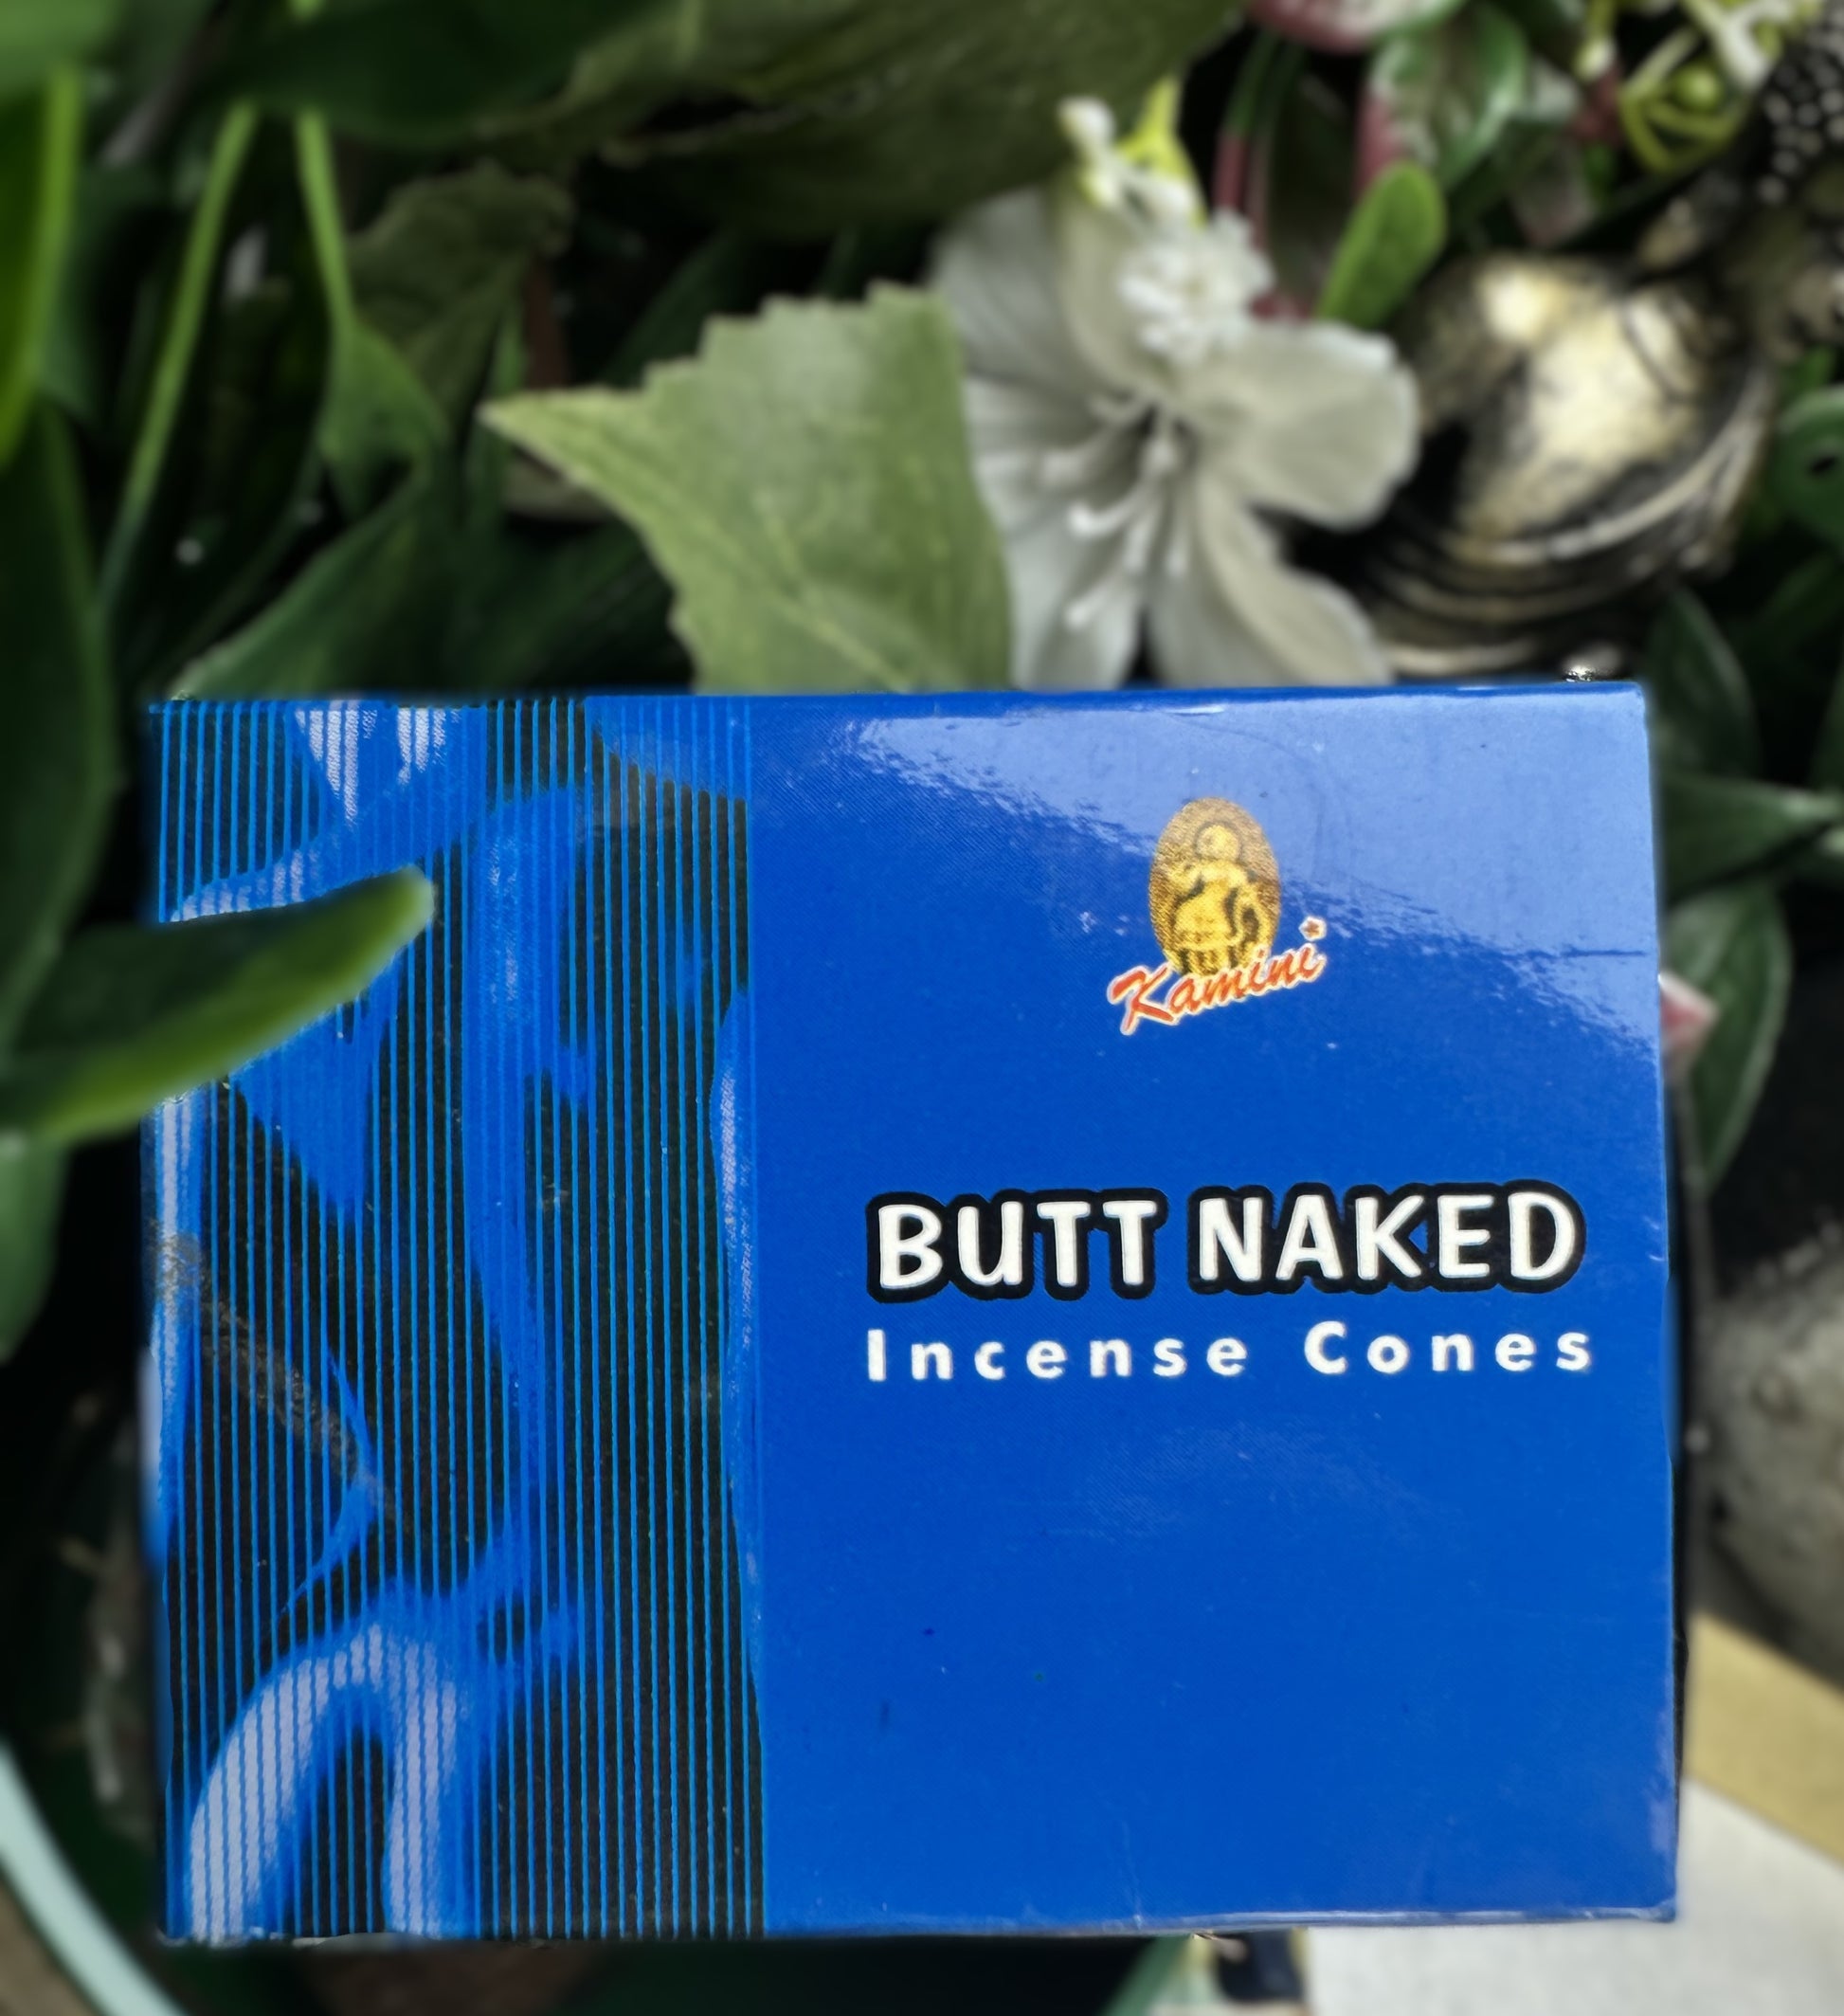 Kamini
BUTT NAKED
Incense Cones